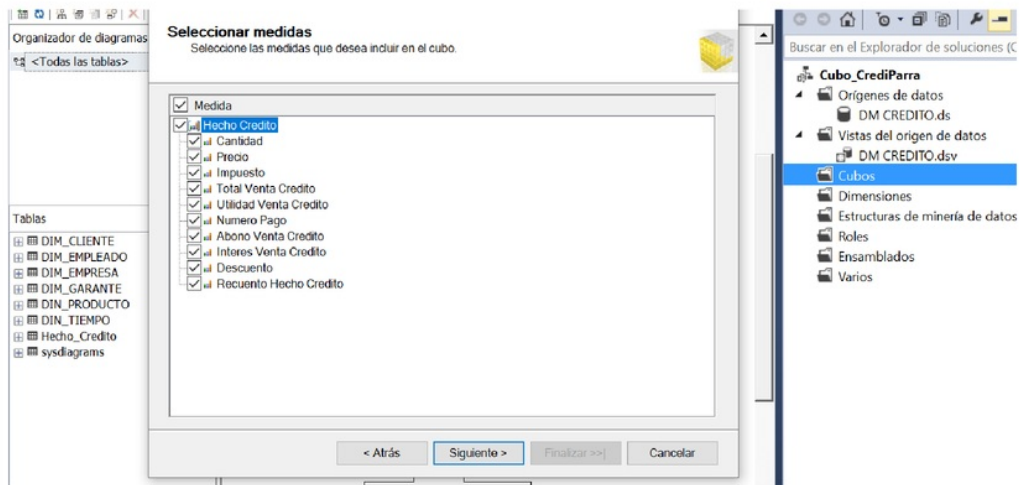 Organizador de diagramas
<Todas las tablas>
Tablas
DIM_CLIENTE
DIM_EMPLEADO
DIM_EMPRESA
DIM_GARANTE
DIN_PRODUCTO
DIN_TIEMPO
Hecho_Credito
sysdiagrams
Seleccionar medidas
Seleccione las medidas que desea incluir en el cubo.
Medida
Hecho Credito
Cantidad
Precio
Impuesto
Total Venta Credito
Utilidad Venta Credito
Numero Pago
Abono Venta Credito
Interes Venta Credito
Descuento
Recuento Hecho Credito
< Atrás
Siguiente >
Finalizar >>|
Cancelar
Buscar en el Explorador de soluciones (C
Cubo_CrediParra
Orígenes de datos
DM CREDITO.ds
Vistas del origen de datos
DM CREDITO.dsv
Cubos
Dimensiones
Estructuras de minería de datos
Roles
Ensamblados
Varios